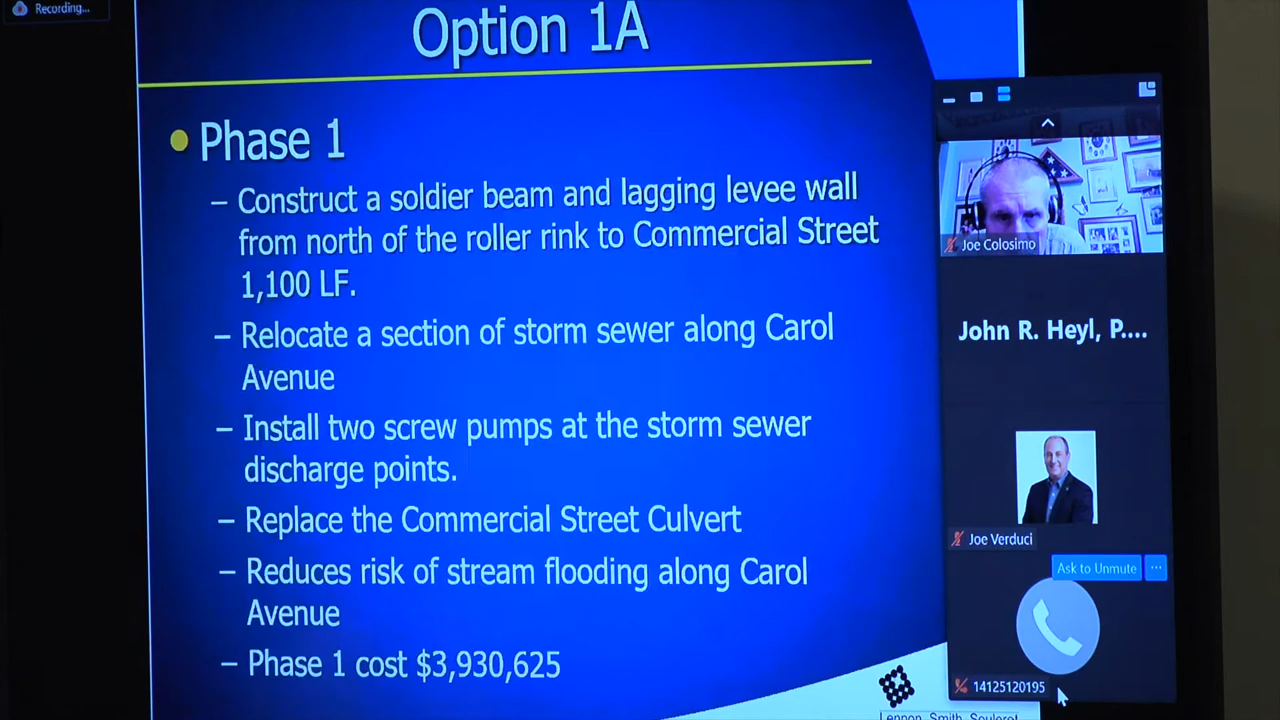 Recording...
Option 1A
Phase 1
– Construct a soldier beam and lagging levee wall
from north of the roller rink to Commercial Street
1,100 LF.
– Relocate a section of storm sewer along Carol
Avenue
– Install two screw pumps at the storm sewer
discharge points.
– Replace the Commercial Street Culvert
– Reduces risk of stream flooding along Carol
Avenue
– Phase 1 cost $3,930,625
Lennon, Smith, Souleret
Joe Colosimo
John R. Heyl, P....
Joe Verduci
Ask to Unmute
...
14125120195